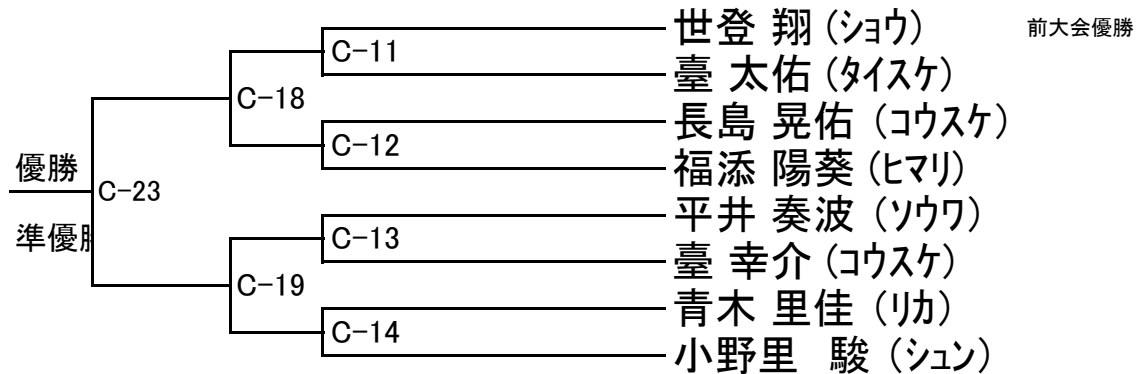 世登 翔 (ｼｮｳ) 前大会優勝
C-11
臺 太佑 (ﾀｲｽｹ)
C-18
長島 晃佑 (ｺｳｽｹ)
C-12
福添 陽葵 (ﾋﾏﾘ)
優勝
C-23
準優勝
平井 奏波 (ｿｳﾜ)
C-13
臺 幸介 (ｺｳｽｹ)
C-19
青木 里佳 (ﾘｶ)
C-14
小野里 駿 (ｼｭﾝ)